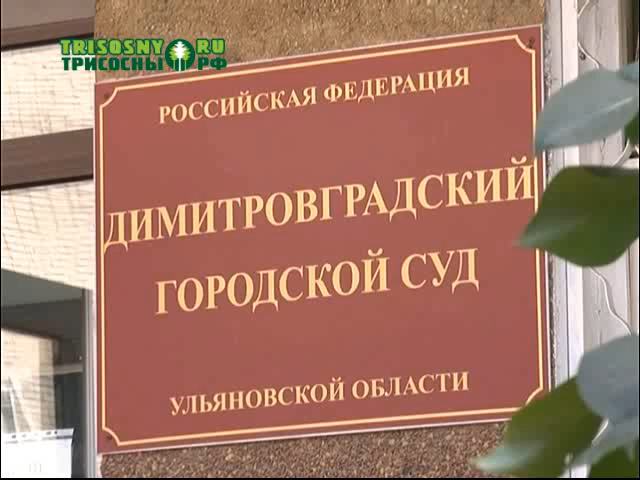 TRISOSNY.RU
ТРИСОСНЫ.РФ
РОССИЙСКАЯ ФЕДЕРАЦИЯ
ДИМИТРОВГРАДСКИЙ
ГОРОДСКОЙ СУД
УЛЬЯНОВСКОЙ ОБЛАСТИ